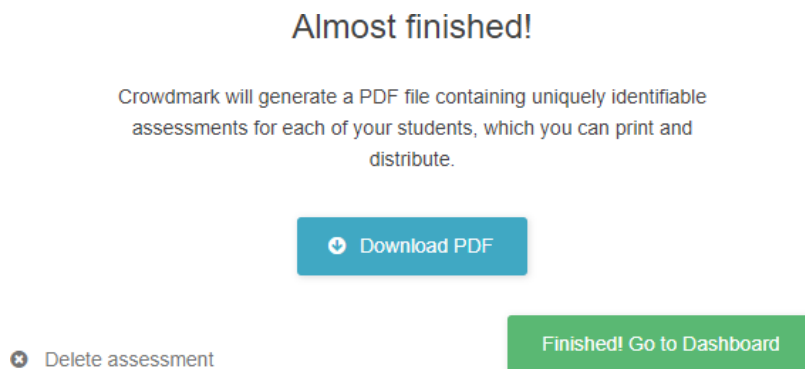 Almost finished!
Crowdmark will generate a PDF file containing uniquely identifiable
assessments for each of your students, which you can print and
distribute.
Download PDF
Finished! Go to Dashboard
Delete assessment